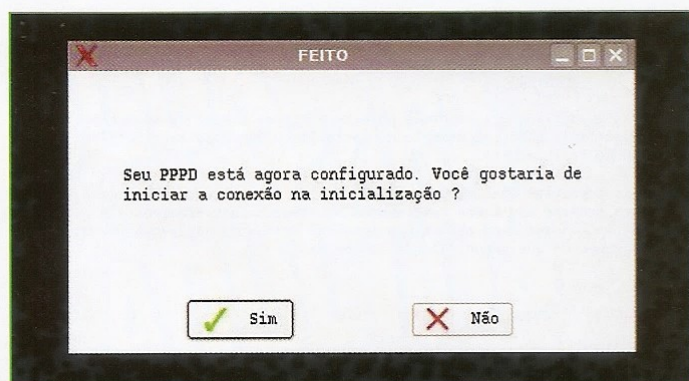 FEITO
Seu PPPD está agora configurado. Você gostaria de
iniciar a conexão na inicialização ?
Sim
Não